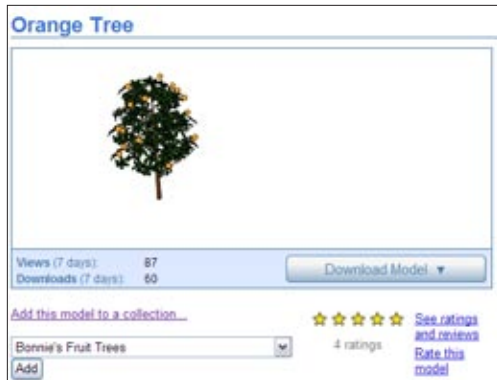 Orange Tree
Views (7 days): 87
Downloads (7 days): 60
Download Model ▼
Add this model to a collection...
Bonnie's Fruit Trees
Add
4 ratings
See ratings
and reviews
Rate this
model